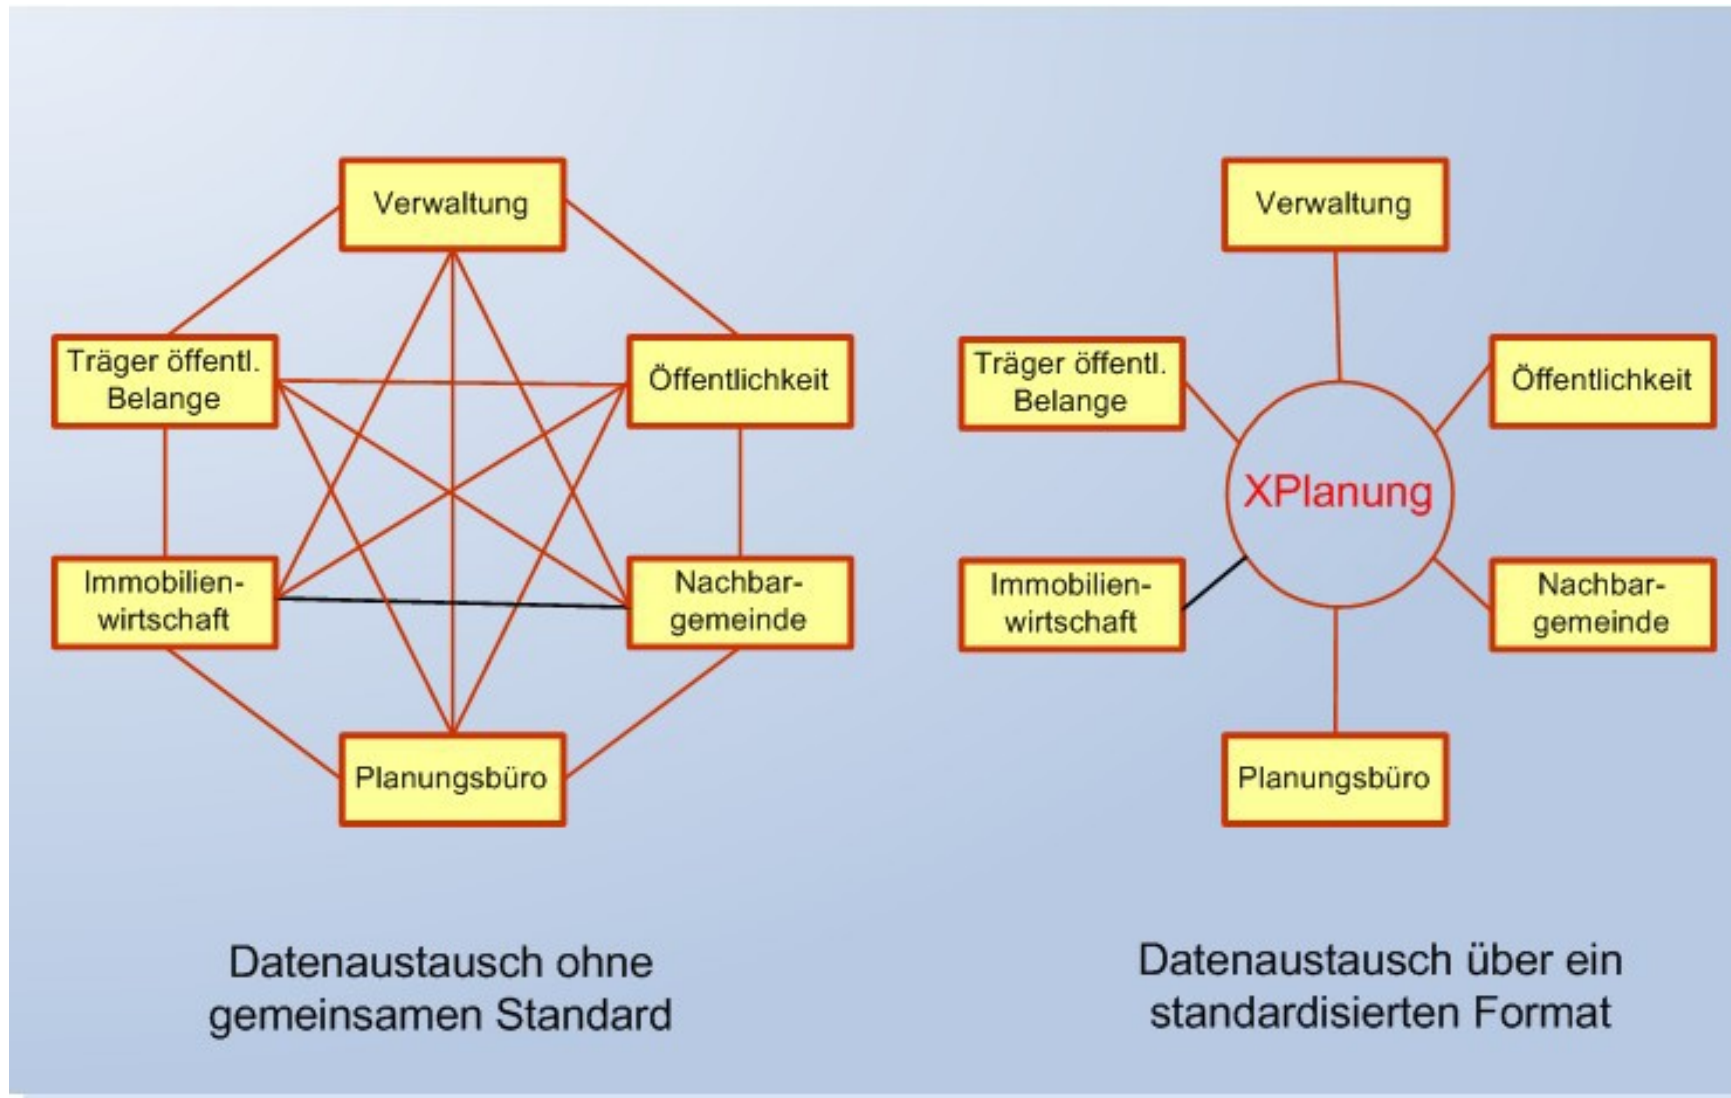 Verwaltung
Träger öffentl.
Belange
Öffentlichkeit
Immobilien-
wirtschaft
Nachbar-
gemeinde
Planungsbüro
Datenaustausch ohne
gemeinsamen Standard
Verwaltung
Träger öffentl.
Belange
Öffentlichkeit
XPlanung
Immobilien-
wirtschaft
Nachbar-
gemeinde
Planungsbüro
Datenaustausch über ein
standardisierten Format